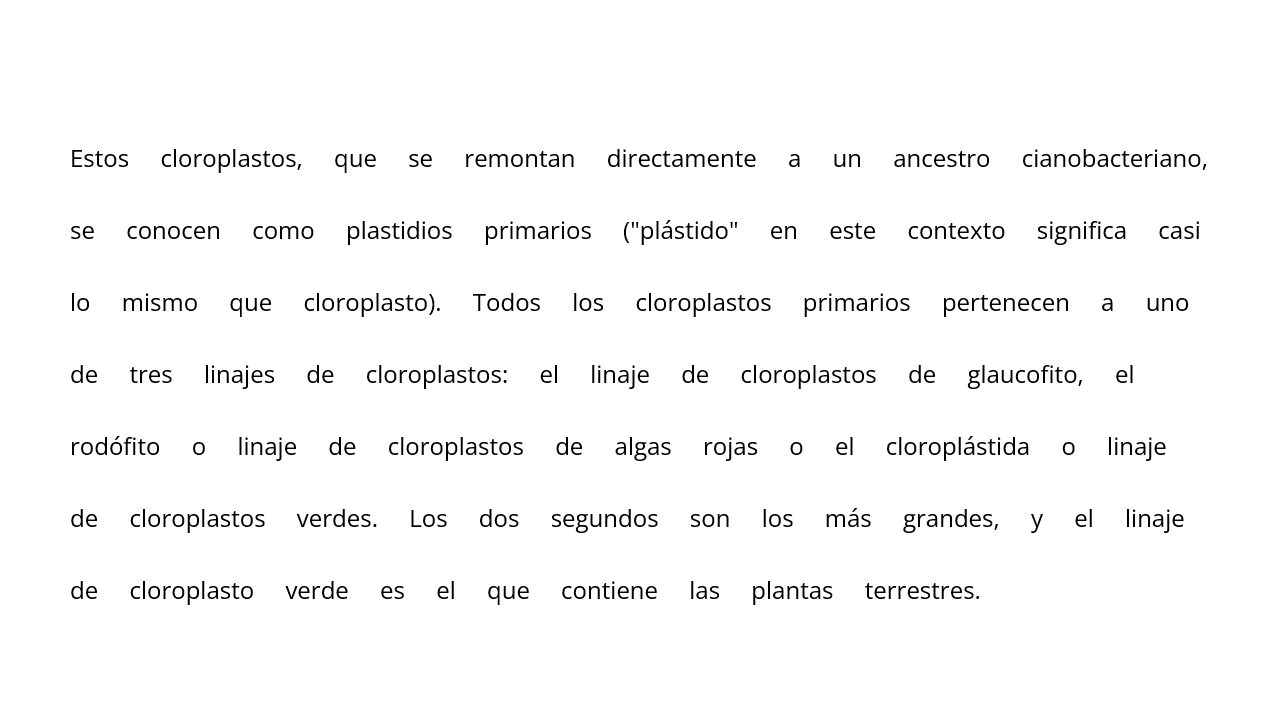 Estos cloroplastos, que se remontan directamente a un ancestro cianobacteriano,
se conocen como plastidios primarios ("plástido" en este contexto significa casi
lo mismo que cloroplasto). Todos los cloroplastos primarios pertenecen a uno
de tres linajes de cloroplastos: el linaje de cloroplastos de glaucofito, el
rodófito o linaje de cloroplastos de algas rojas o el cloroplástida o linaje
de cloroplastos verdes. Los dos segundos son los más grandes, y el linaje
de cloroplasto verde es el que contiene las plantas terrestres.